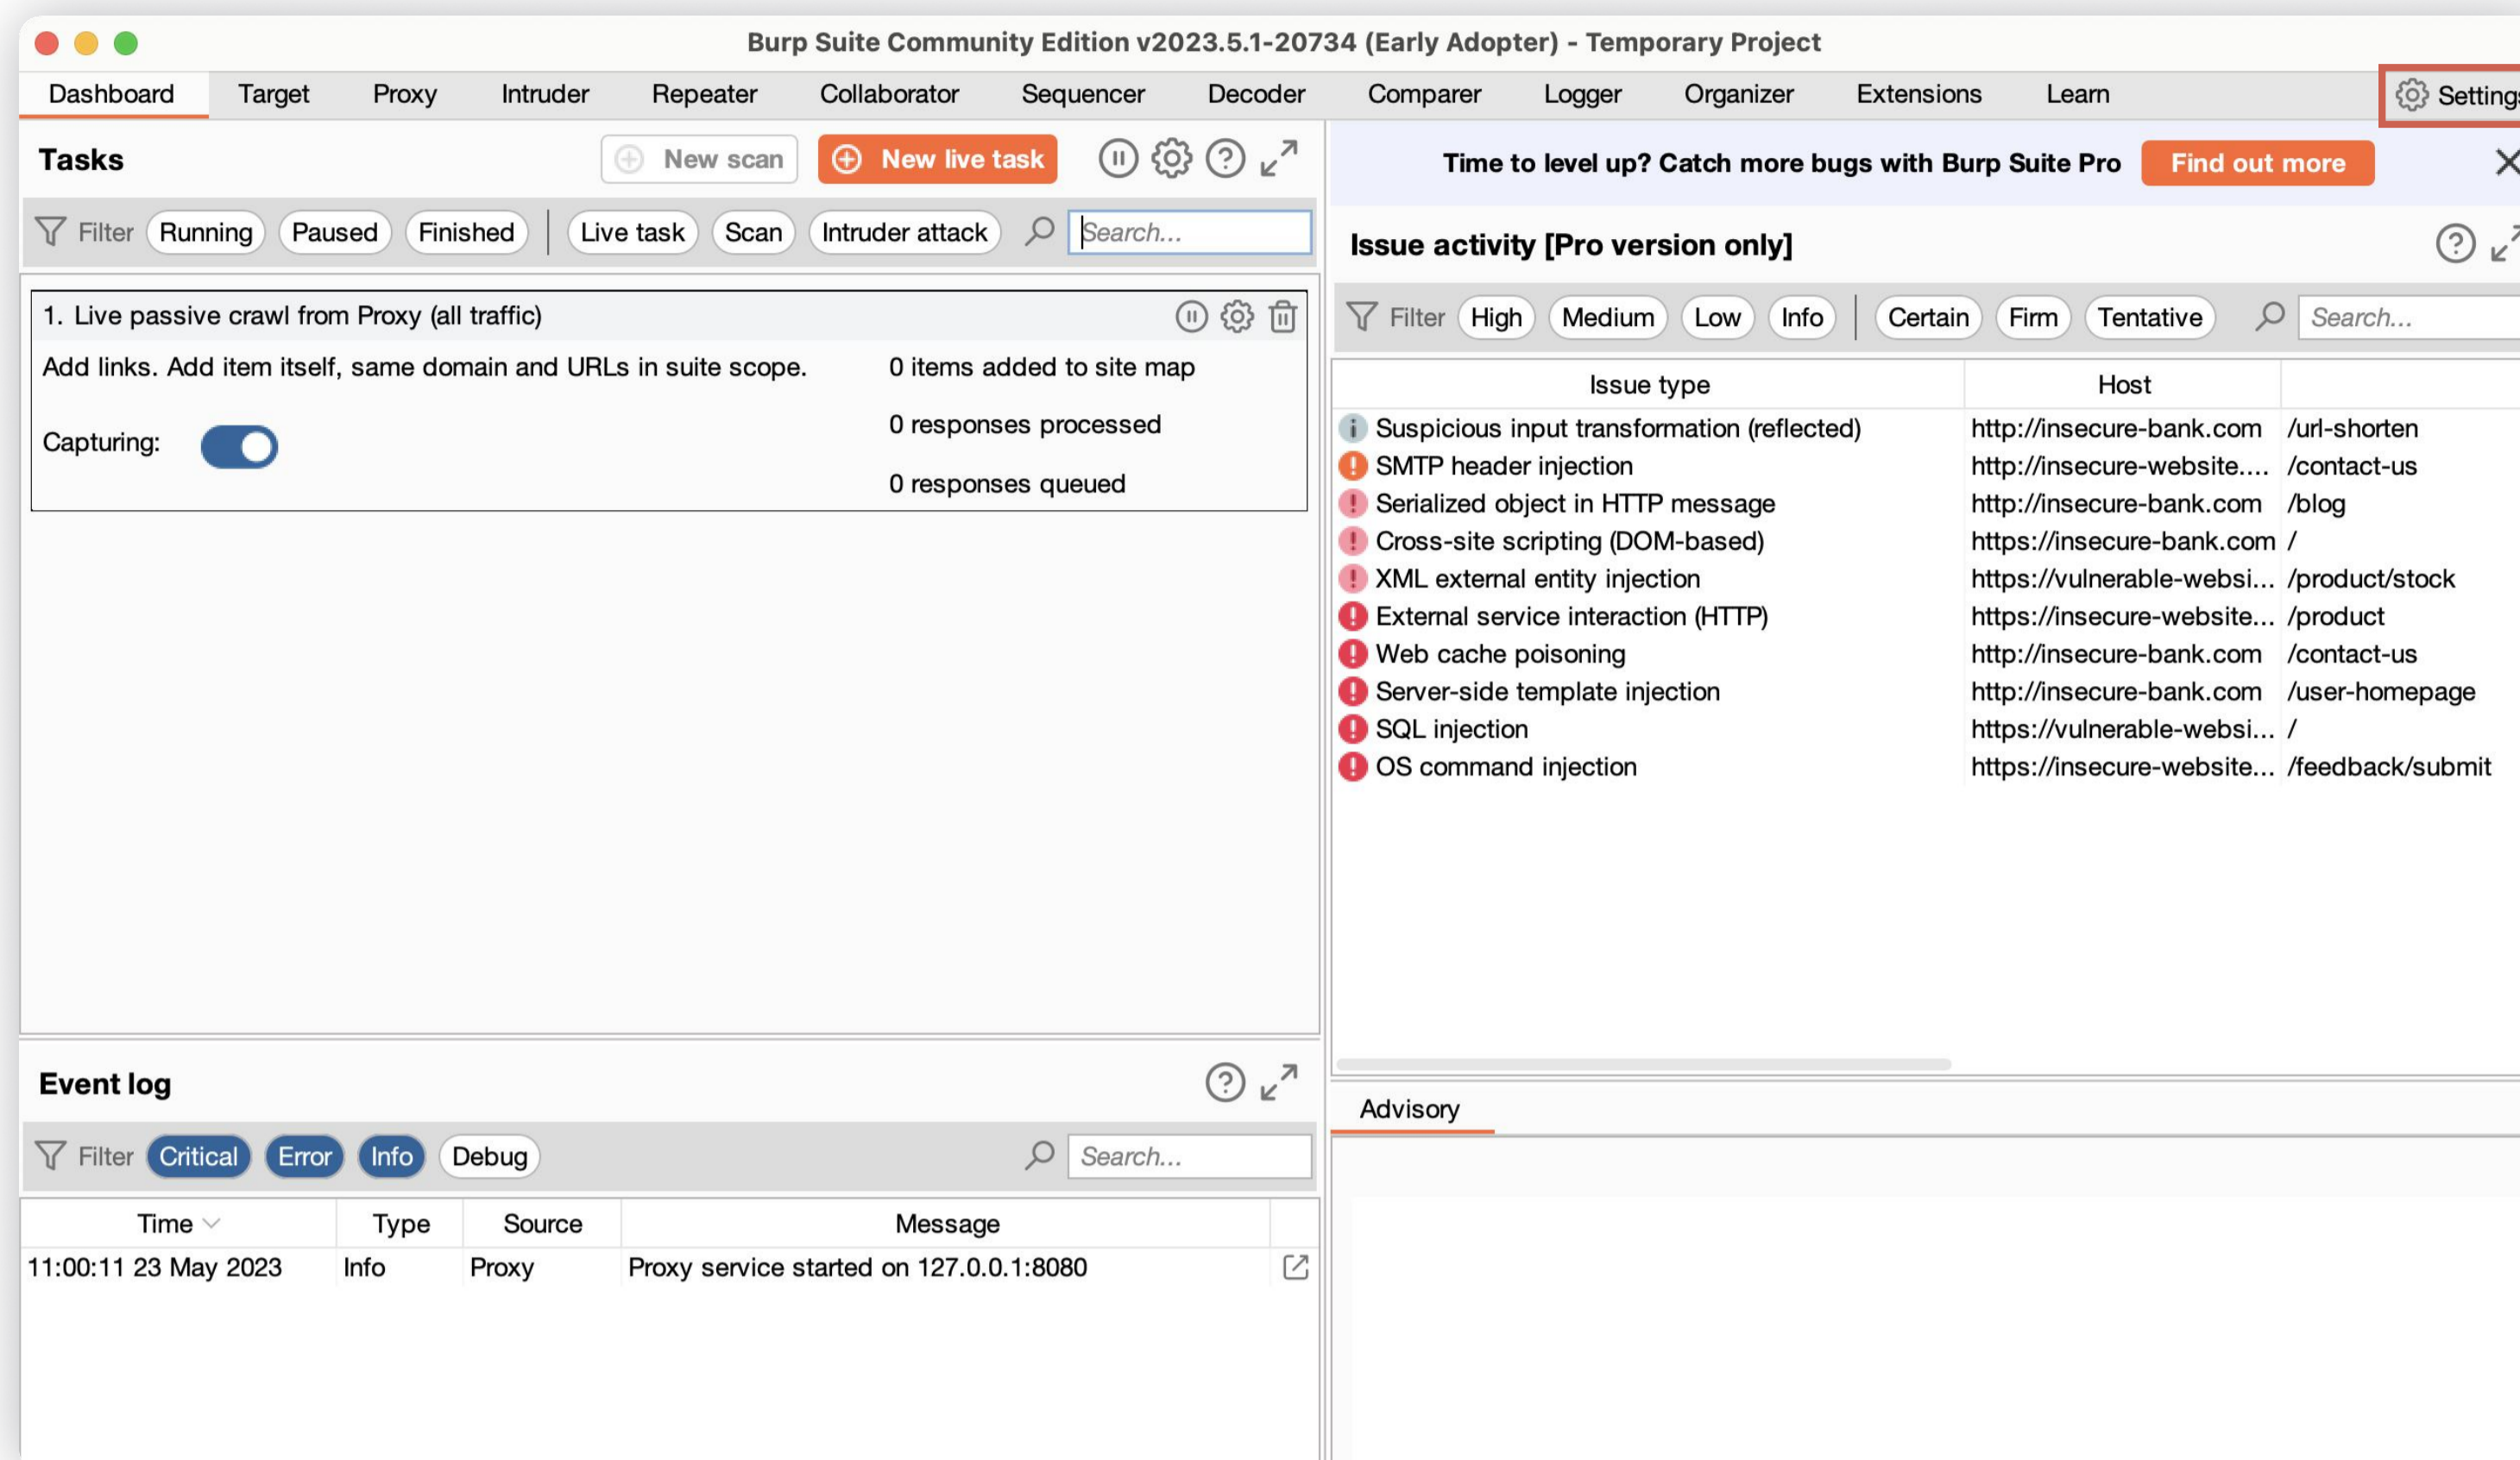 Burp Suite Community Edition v2023.5.1-20734 (Early Adopter) - Temporary Project
Dashboard Target Proxy Intruder Repeater Collaborator Sequencer Decoder Comparer Logger Organizer Extensions Learn Settings
Tasks
New scan New live task
Filter Running Paused Finished Live task Scan Intruder attack Search...
1. Live passive crawl from Proxy (all traffic)
Add links. Add item itself, same domain and URLs in suite scope. 0 items added to site map
0 responses processed
Capturing:
0 responses queued
Event log
Filter Critical Error Info Debug Search...
Time Type Source Message
11:00:11 23 May 2023 Info Proxy Proxy service started on 127.0.0.1:8080
Time to level up? Catch more bugs with Burp Suite Pro Find out more
Issue activity [Pro version only]
Filter High Medium Low Info Certain Firm Tentative Search...
Issue type Host
Suspicious input transformation (reflected) http://insecure-bank.com /url-shorten
SMTP header injection http://insecure-website.... /contact-us
Serialized object in HTTP message http://insecure-bank.com /blog
Cross-site scripting (DOM-based) https://insecure-bank.com /
XML external entity injection https://vulnerable-websi... /product/stock
External service interaction (HTTP) https://insecure-website... /product
Web cache poisoning http://insecure-bank.com /contact-us
Server-side template injection http://insecure-bank.com /user-homepage
SQL injection https://vulnerable-websi... /
OS command injection https://insecure-website... /feedback/submit
Advisory